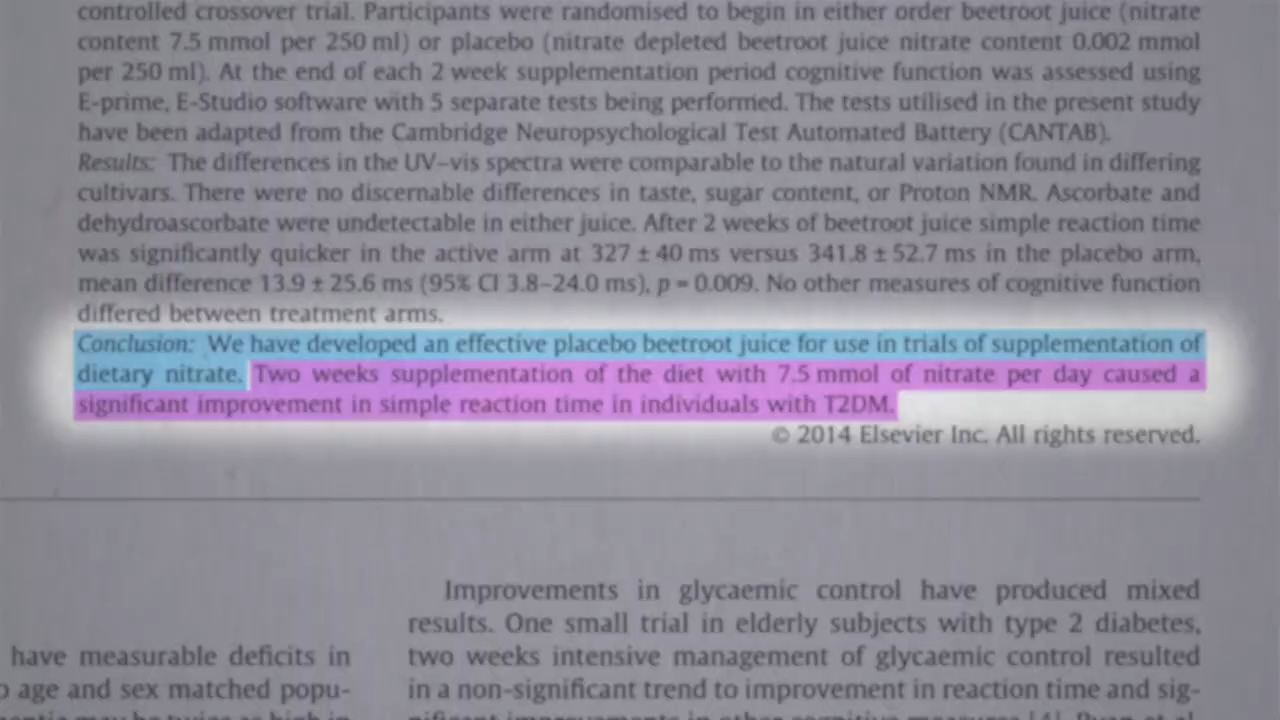 controlled crossover trial. Participants were randomised to begin in either order beetroot juice (nitrate
content 7.5 mmol per 250 ml) or placebo (nitrate depleted beetroot juice nitrate content 0.002 mmol
per 250 ml). At the end of each 2 week supplementation period cognitive function was assessed using
E-prime, E-Studio software with 5 separate tests being performed. The tests utilised in the present study
have been adapted from the Cambridge Neuropsychological Test Automated Battery (CANTAB).
Results: The differences in the UV–vis spectra were comparable to the natural variation found in differing
cultivars. There were no discernable differences in taste, sugar content, or Proton NMR. Ascorbate and
dehydroascorbate were undetectable in either juice. After 2 weeks of beetroot juice simple reaction time
was significantly quicker in the active arm at 327 ± 40 ms versus 341.8 ± 52.7 ms in the placebo arm,
mean difference 13.9 ± 25.6 ms (95% CI 3.8–24.0 ms), p = 0.009. No other measures of cognitive function
differed between treatment arms.
Conclusion: We have developed an effective placebo beetroot juice for use in trials of supplementation of
dietary nitrate. Two weeks supplementation of the diet with 7.5 mmol of nitrate per day caused a
significant improvement in simple reaction time in individuals with T2DM.
© 2014 Elsevier Inc. All rights reserved.
have measurable deficits in
age and sex matched popu-
Improvements in glycaemic control have produced mixed
results. One small trial in elderly subjects with type 2 diabetes,
two weeks intensive management of glycaemic control resulted
in a non-significant trend to improvement in reaction time and sig-